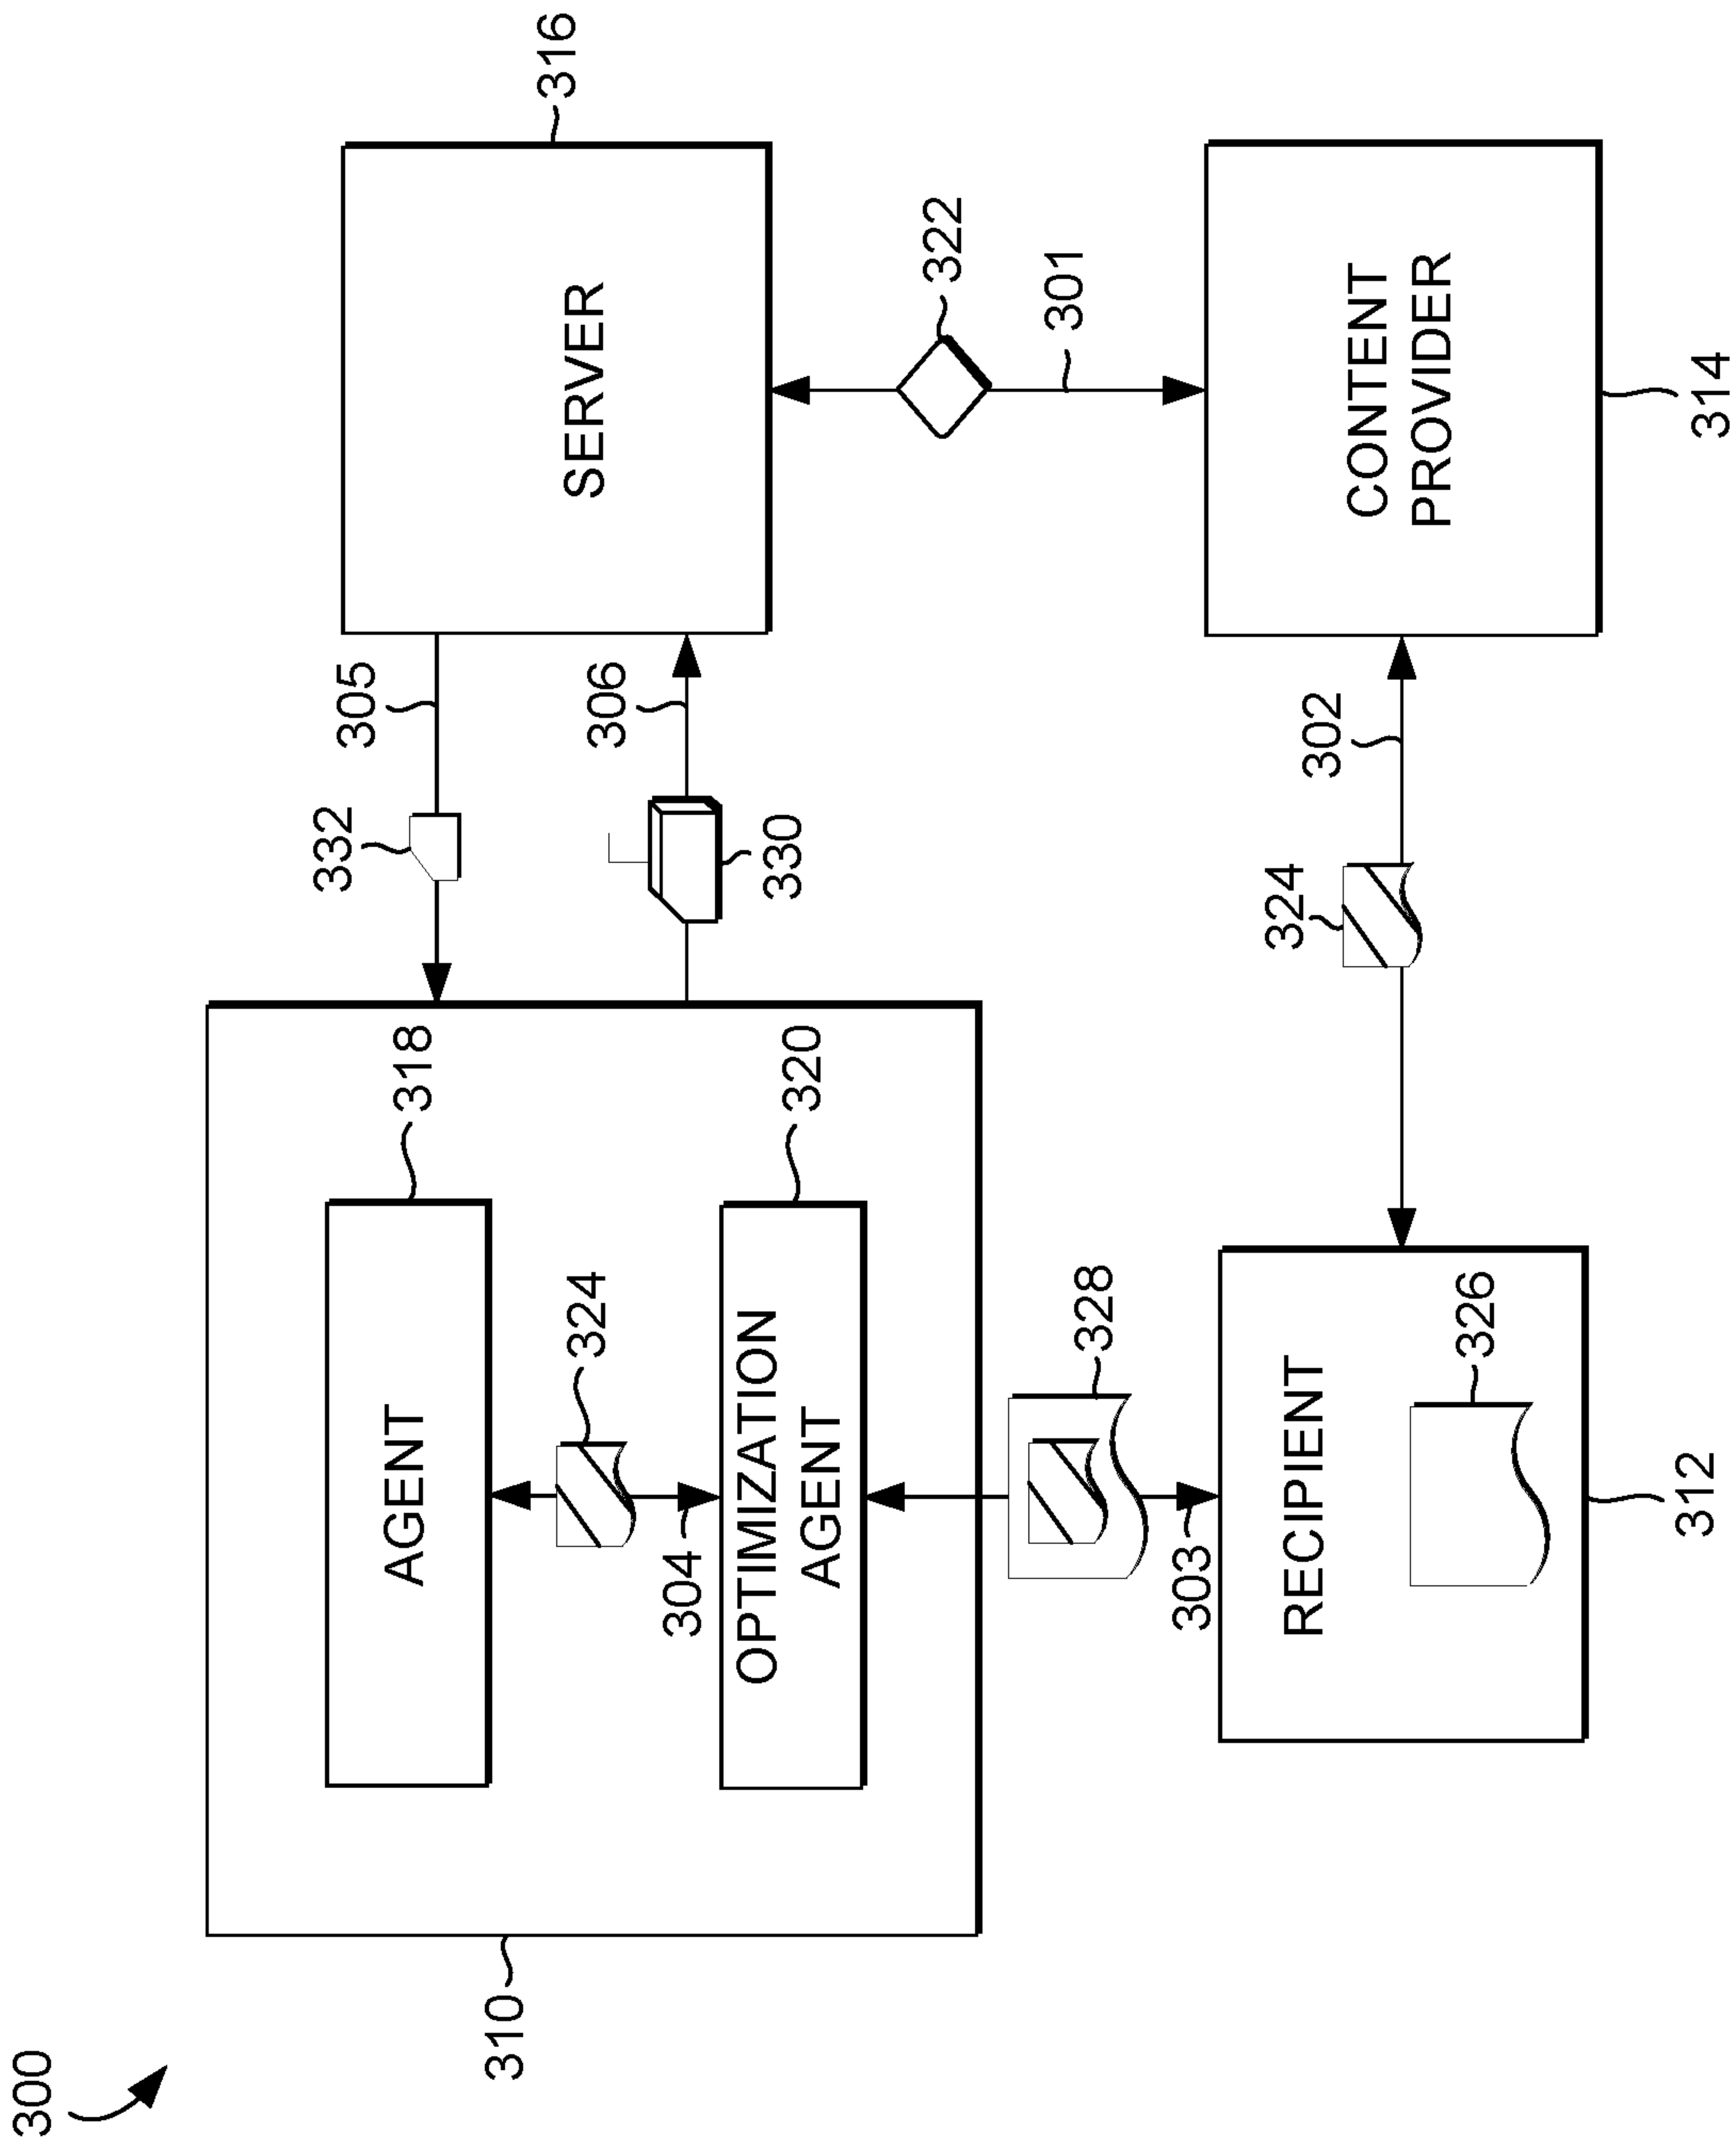 300
332
305
AGENT
318
310
316
324
SERVER
306
304
OPTIMIZATION
AGENT
320
330
322
301
328
303
324
302
RECIPIENT
CONTENT
PROVIDER
326
312
314